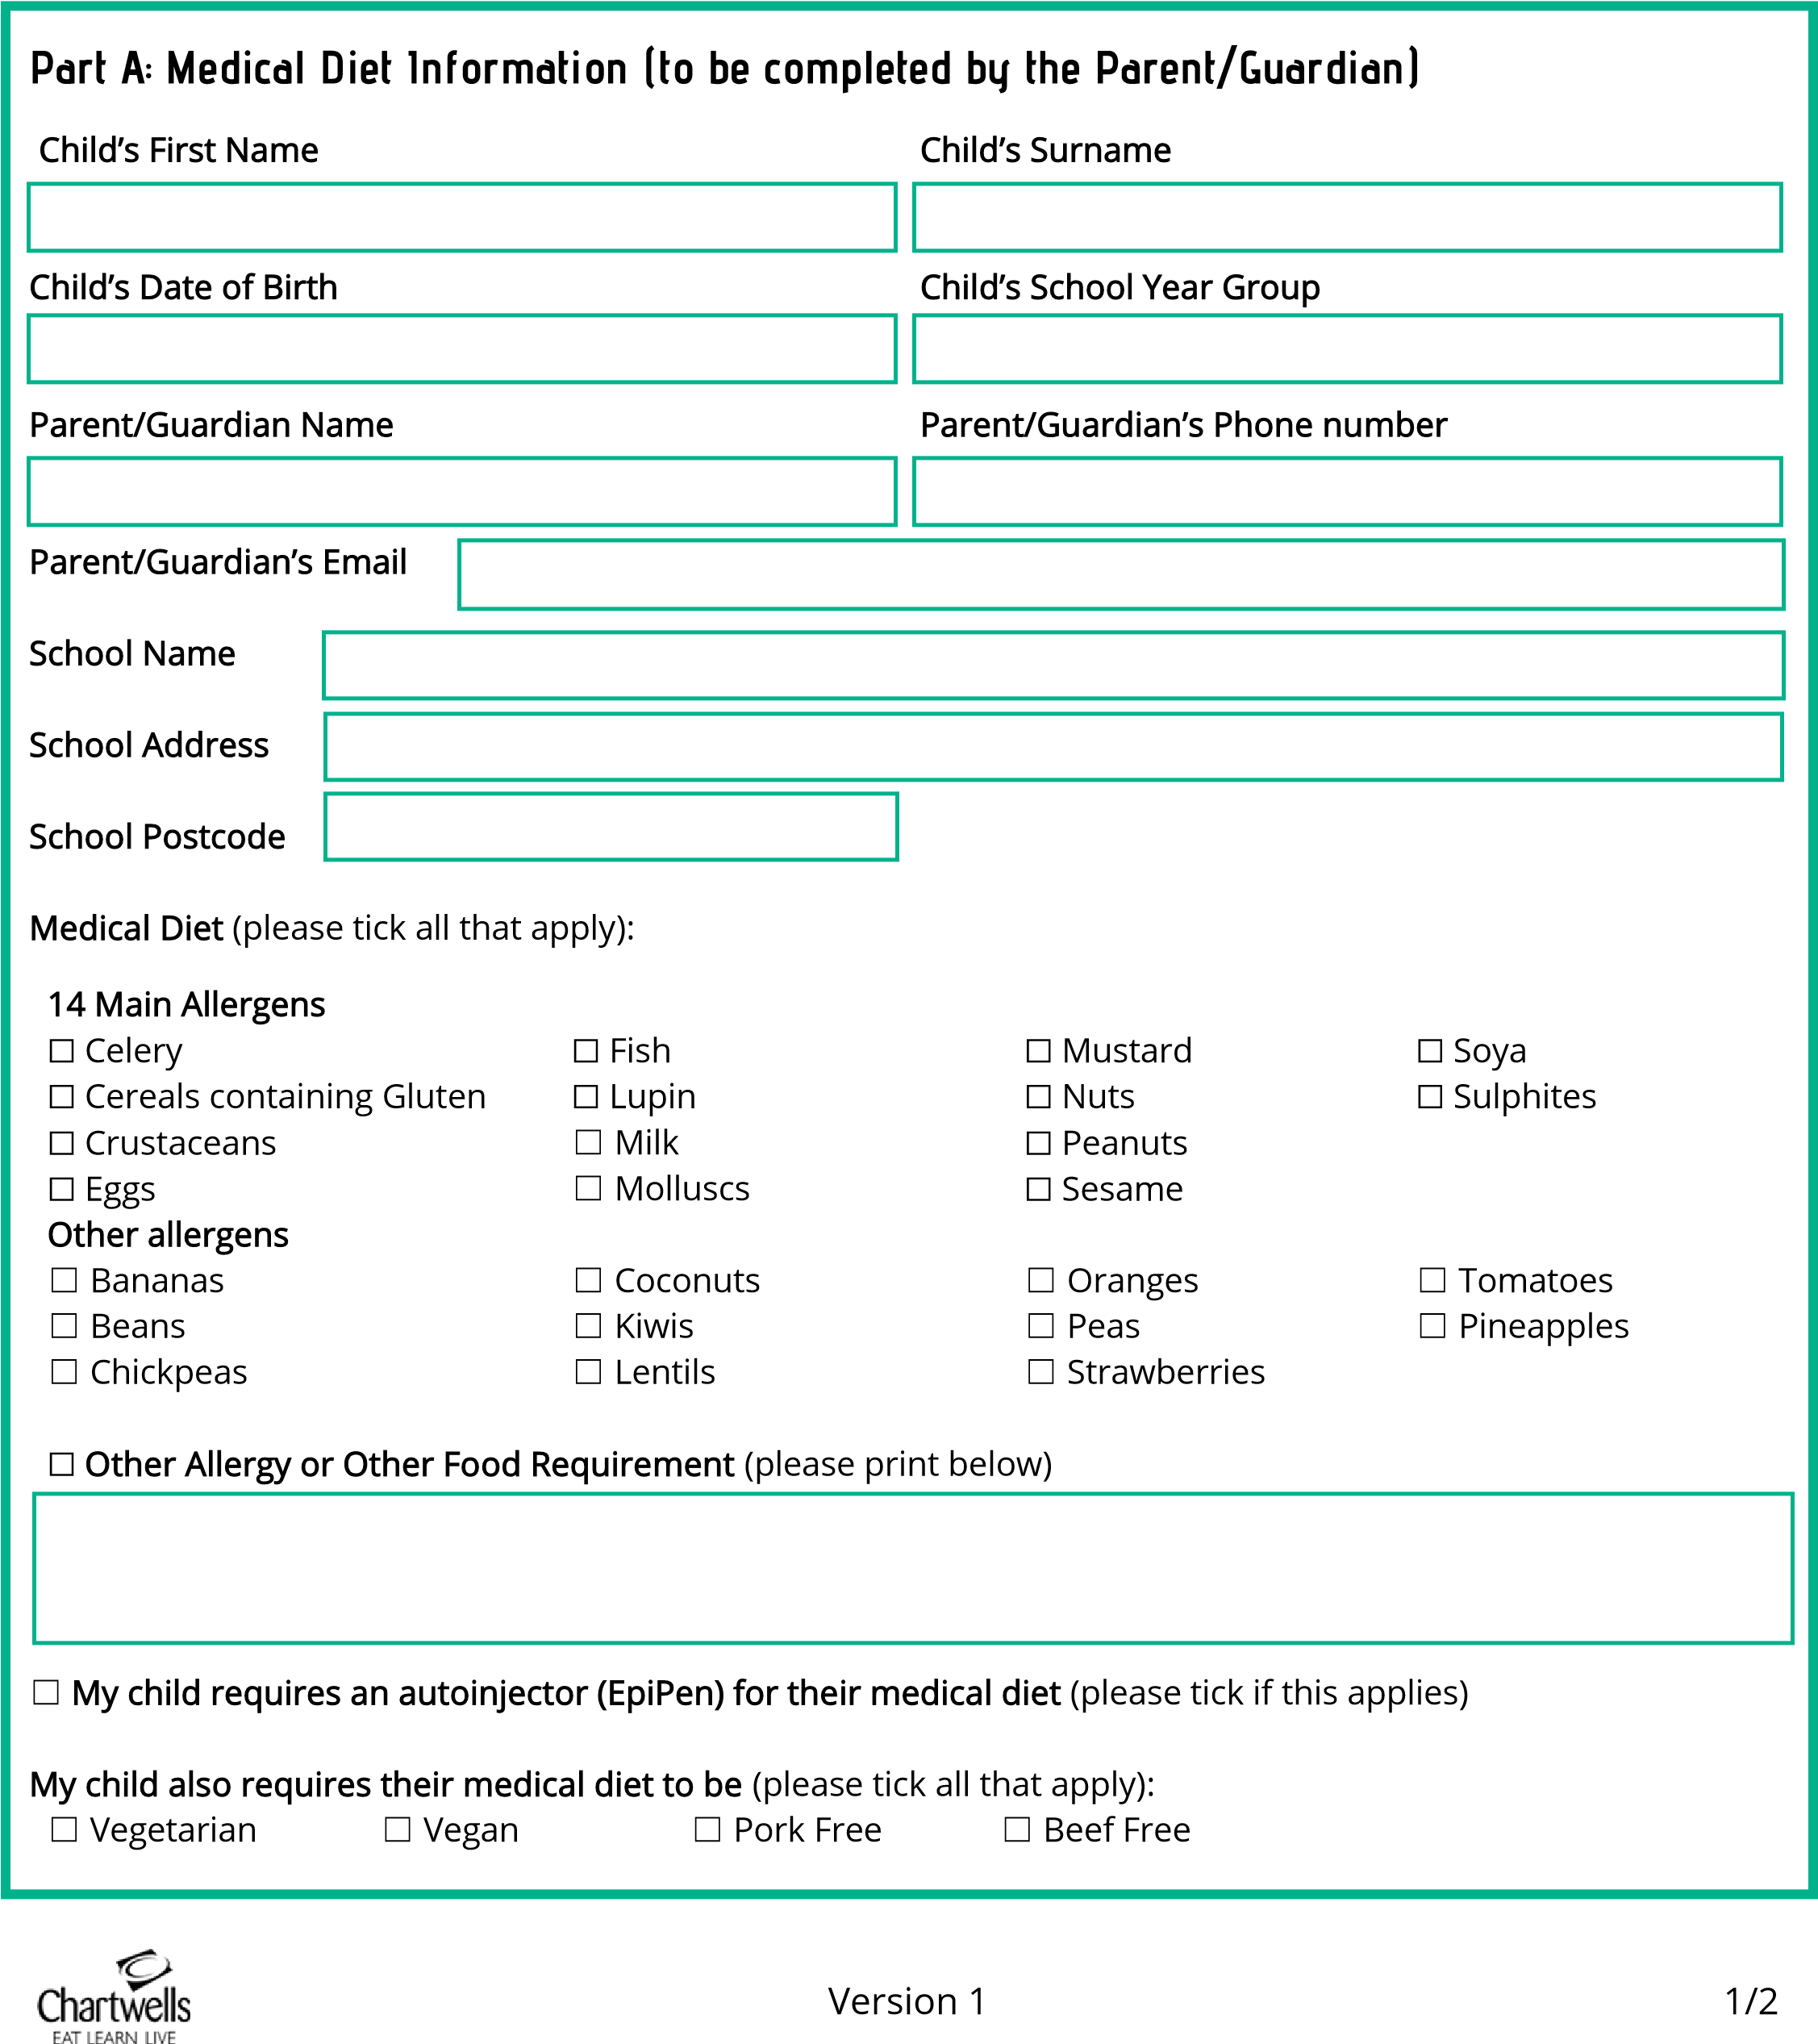 Part A: Medical Diet Information (to be completed by the Parent/Guardian)
Child’s First Name
Child’s Surname
Child’s Date of Birth
Child’s School Year Group
Parent/Guardian Name
Parent/Guardian’s Phone number
Parent/Guardian’s Email
School Name
School Address
School Postcode
Medical Diet (please tick all that apply):
14 Main Allergens
☐ Celery ☐ Fish ☐ Mustard ☐ Soya
☐ Cereals containing Gluten ☐ Lupin ☐ Nuts ☐ Sulphites
☐ Crustaceans ☐ Milk ☐ Peanuts
☐ Eggs ☐ Molluscs ☐ Sesame
Other allergens
☐ Bananas ☐ Coconuts ☐ Oranges ☐ Tomatoes
☐ Beans ☐ Kiwis ☐ Peas ☐ Pineapples
☐ Chickpeas ☐ Lentils ☐ Strawberries
☐ Other Allergy or Other Food Requirement (please print below)
☐ My child requires an autoinjector (EpiPen) for their medical diet (please tick if this applies)
My child also requires their medical diet to be (please tick all that apply):
☐ Vegetarian ☐ Vegan ☐ Pork Free ☐ Beef Free
Chartwells
EAT LEARN LIVE
Version 1
1/2